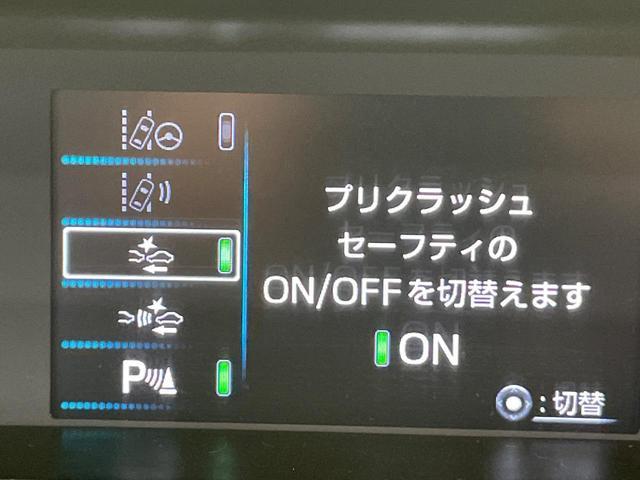 プリクラッシュ
セーフティの
ON/OFFを切替えます
ON
P
:切替